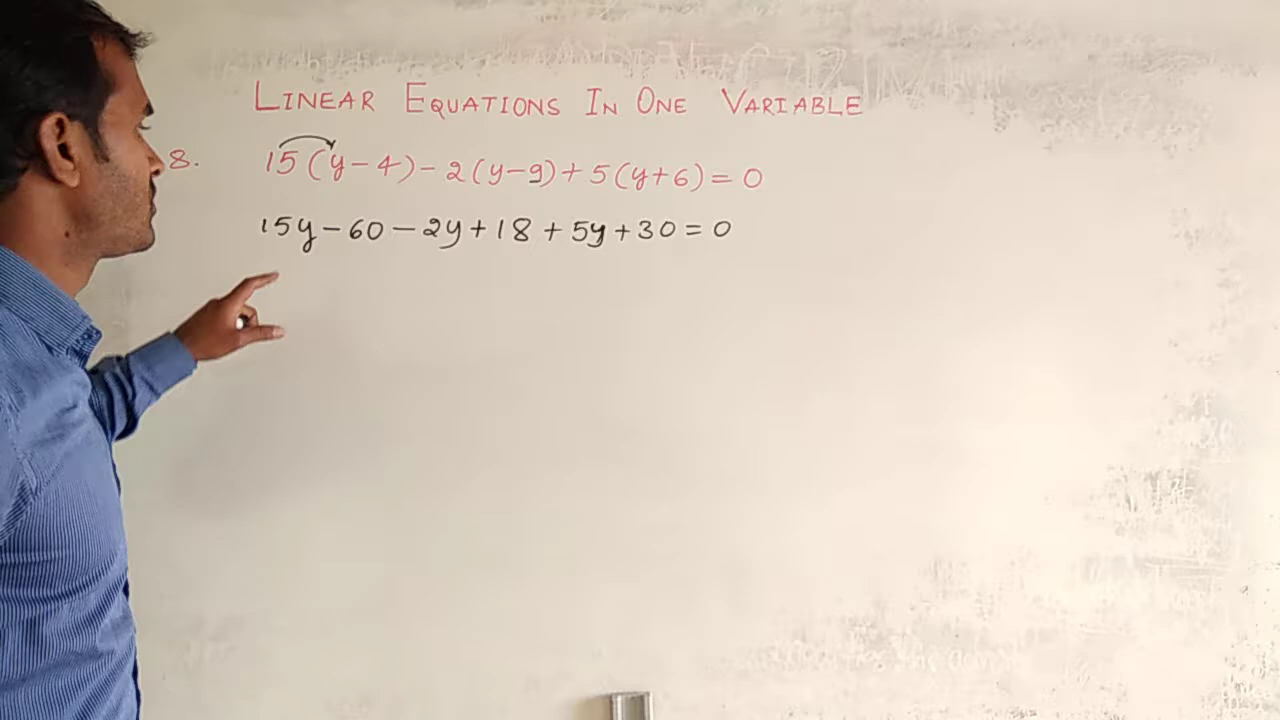 LINEAR EQUATIONS IN ONE VARIABLE
8. 15(y-4)-2(y-9)+5(y+6)=0
15y-60-2y+18+5y+30=0